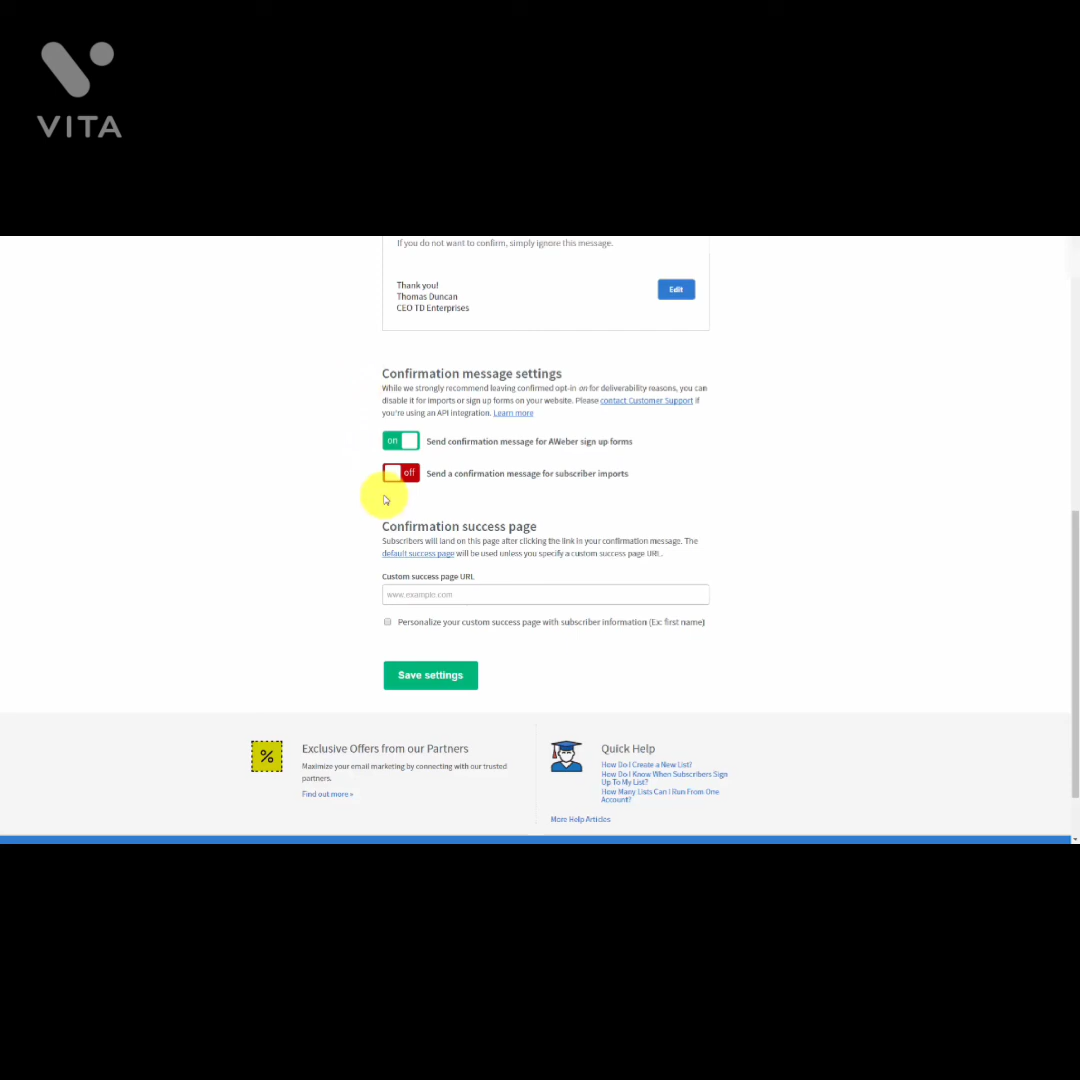 VITA
If you do not want to confirm, simply ignore this message.
Thank you!
Thomas Duncan
CEO TD Enterprises
Edit
Confirmation message settings
While we strongly recommend leaving confirmed opt-in on for deliverability reasons, you can
disable it for imports or sign up forms on your website. Please contact Customer Support if
you're using an API integration. Learn more
on Send confirmation message for AWeber sign up forms
off Send a confirmation message for subscriber imports
Confirmation success page
Subscribers will land on this page after clicking the link in your confirmation message. The
default success page will be used unless you specify a custom success page URL.
Custom success page URL
www.example.com
Personalize your custom success page with subscriber information (Ex: first name)
Save settings
%
Exclusive Offers from our Partners
Maximize your email marketing by connecting with our trusted
partners.
Find out more »
Quick Help
How Do I Create a New List?
How Do I Know When Subscribers Sign
Up To My List?
How Many Lists Can I Run From One
Account?
More Help Articles